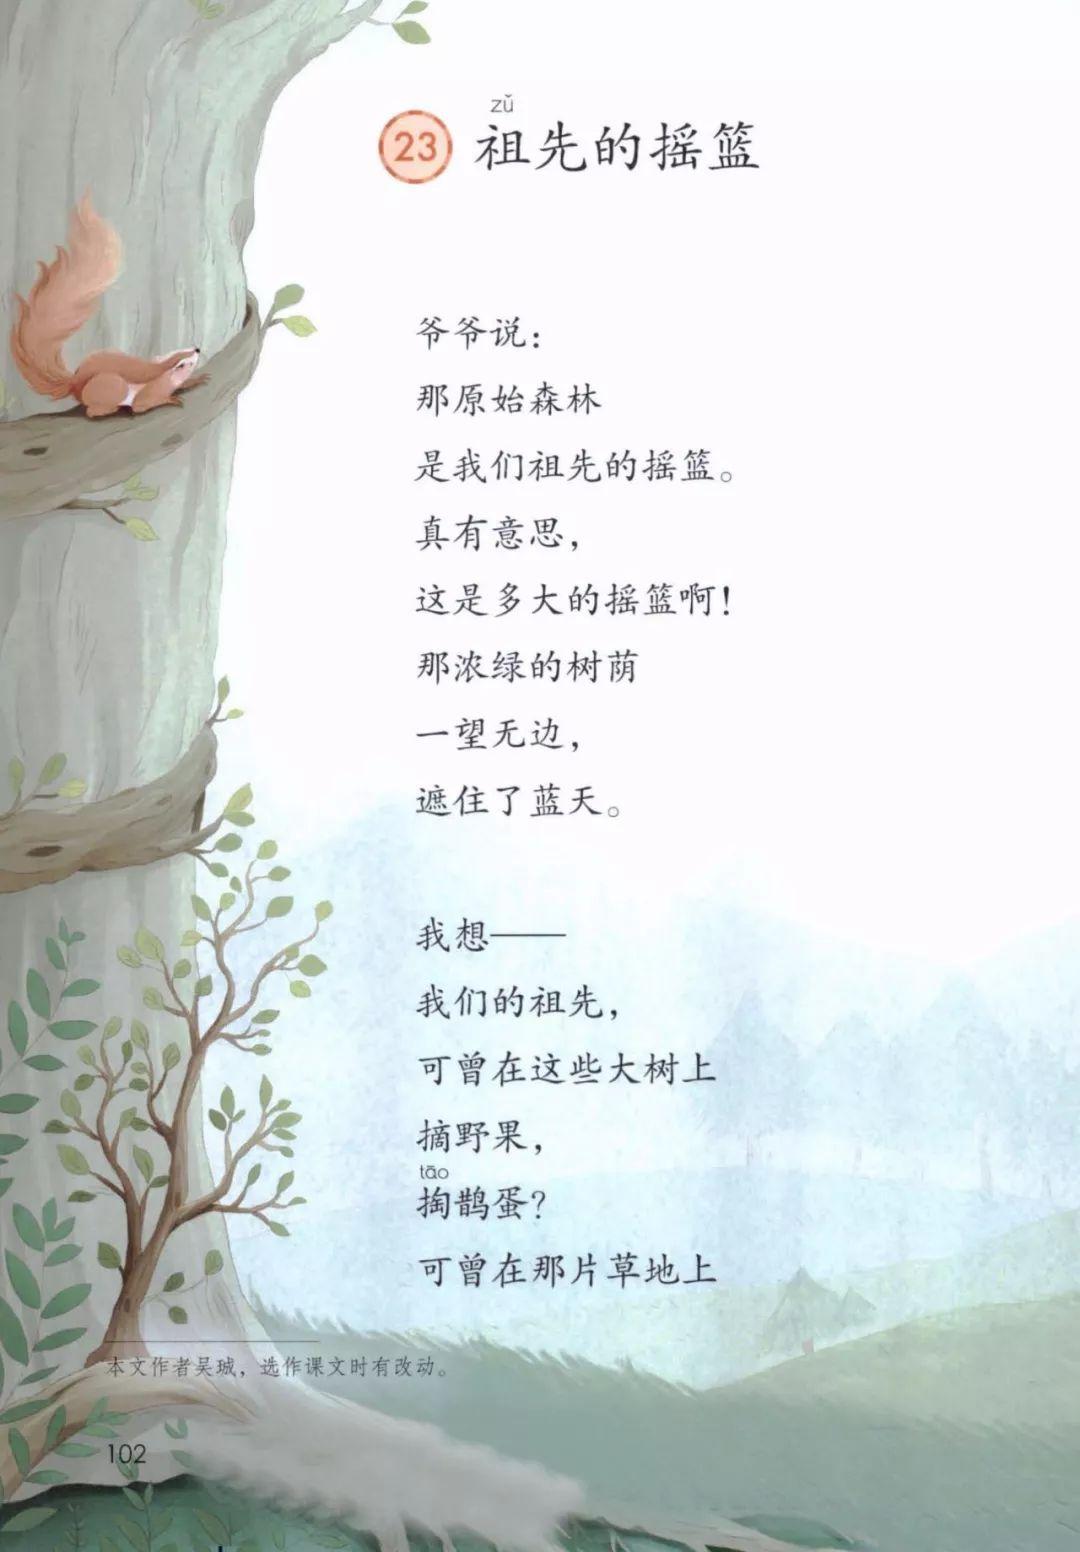 zǔ
23 祖先的摇篮
爷爷说：
那原始森林
是我们祖先的摇篮。
真有意思，
这是多大的摇篮啊！
那浓绿的树荫
一望无边，
遮住了蓝天。
我想——
我们的祖先，
可曾在这些大树上
摘野果，
tāo
掏鹊蛋？
可曾在那片草地上
本文作者吴珹，选作课文时有改动。
102